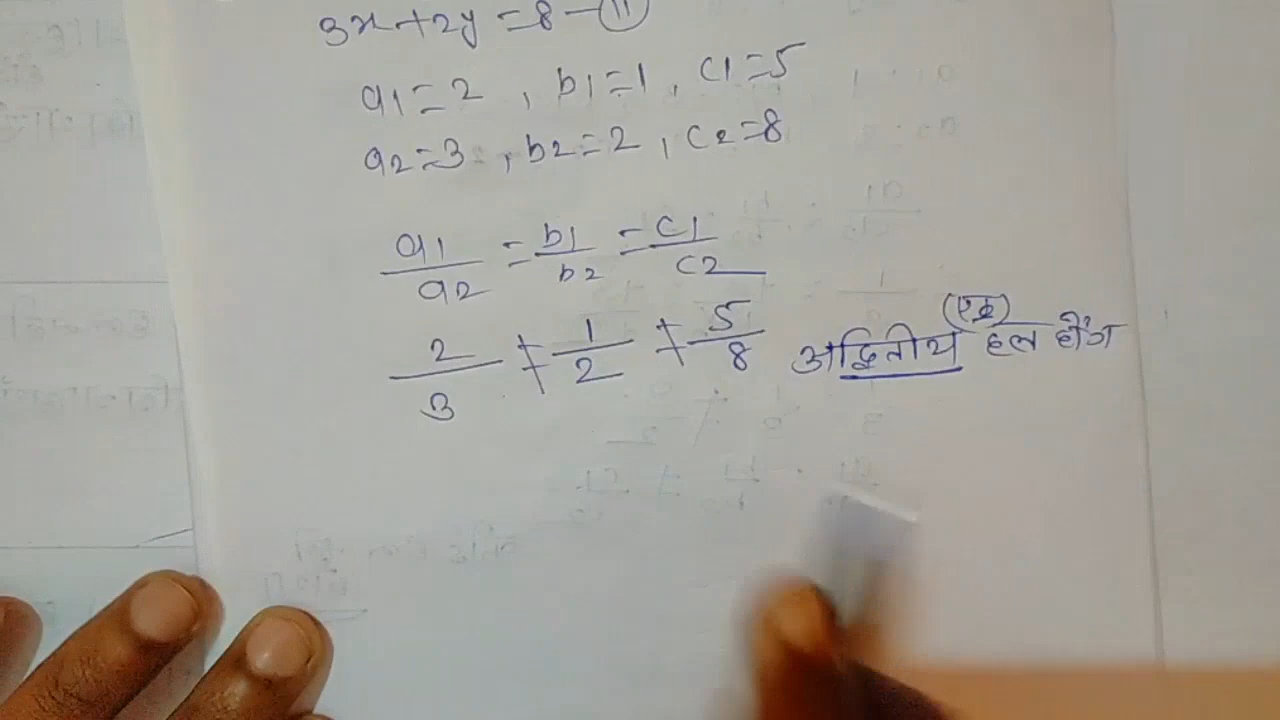 3x+2y=8 — (11)
a1=2 , b1=1 , c1=5
a2=3 , b2=2 , c2=8
a1/a2 = b1/b2 = c1/c2
(एक)
2/3 ≠ 1/2 ≠ 5/8 अद्वितीय हल होंगे